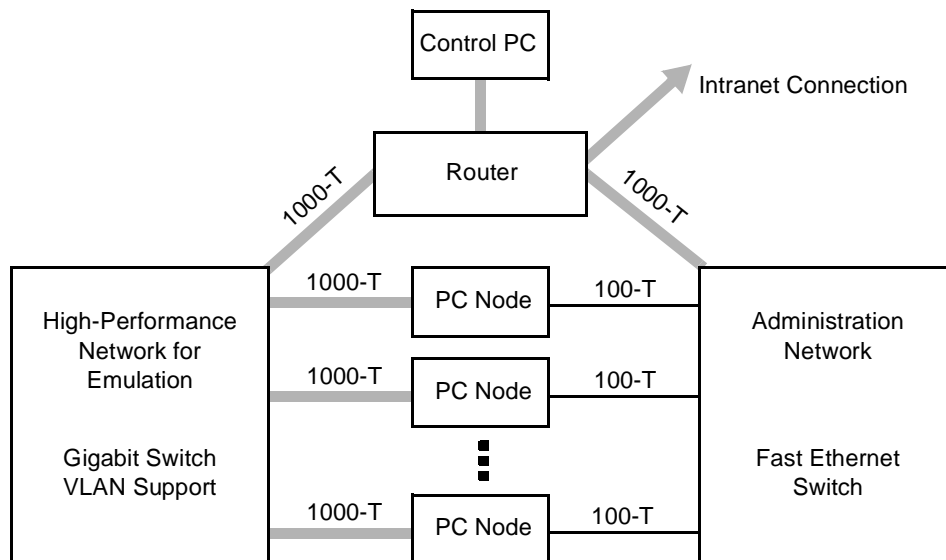 Control PC
Intranet Connection
Router
1000-T
1000-T
High-Performance
Network for
Emulation
Gigabit Switch
VLAN Support
1000-T
PC Node
100-T
1000-T
PC Node
100-T
1000-T
PC Node
100-T
Administration
Network
Fast Ethernet
Switch